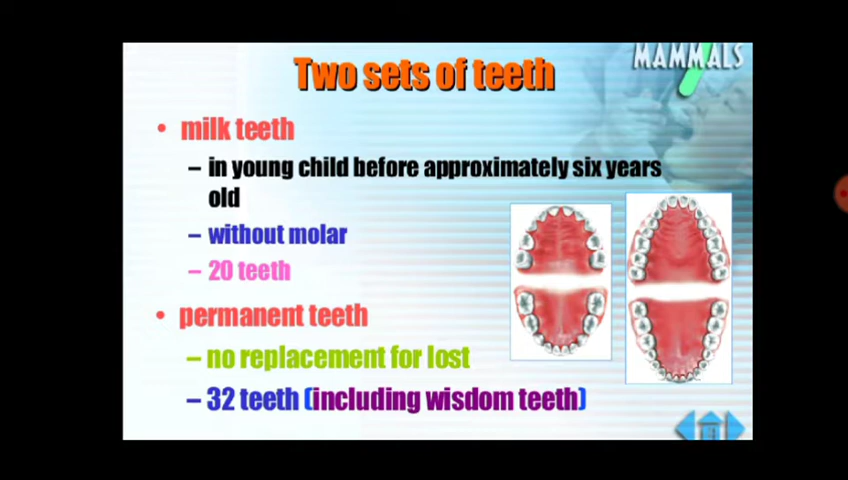 MAMMALS
Two sets of teeth
• milk teeth
– in young child before approximately six years
old
– without molar
– 20 teeth
• permanent teeth
– no replacement for lost
– 32 teeth (including wisdom teeth)